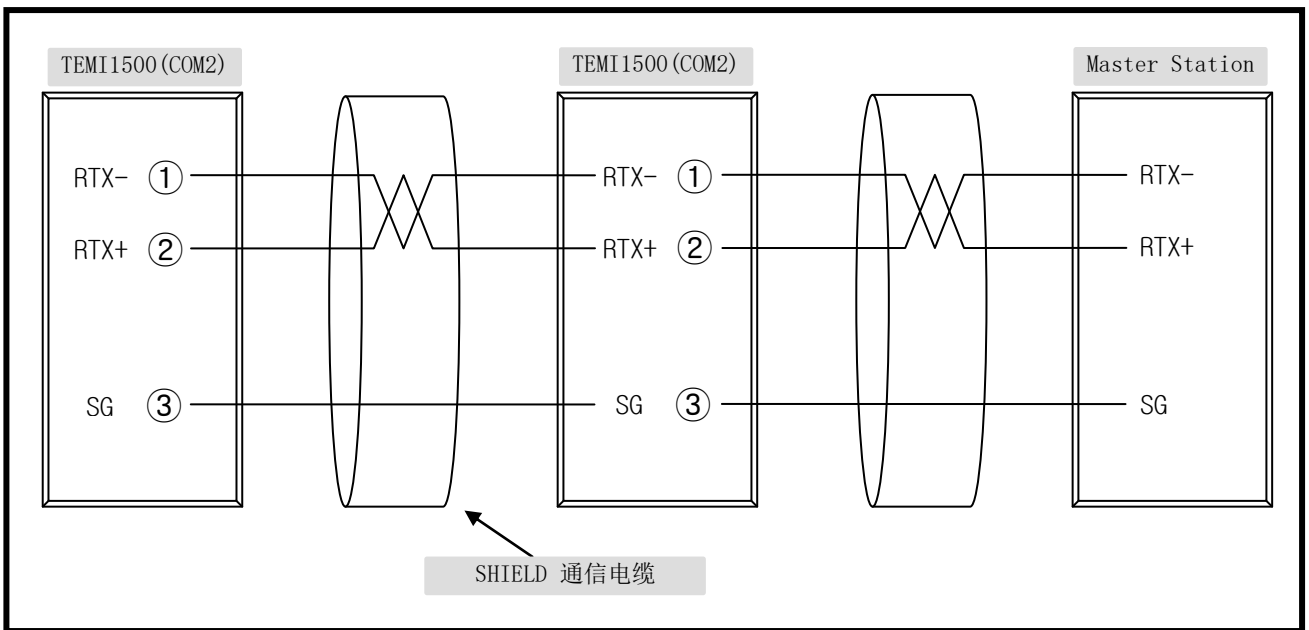 TEMI1500(COM2) TEMI1500(COM2) Master Station
RTX- ① RTX- ① RTX-
RTX+ ② RTX+ ② RTX+
SG ③ SG ③ SG
SHIELD 通信电缆